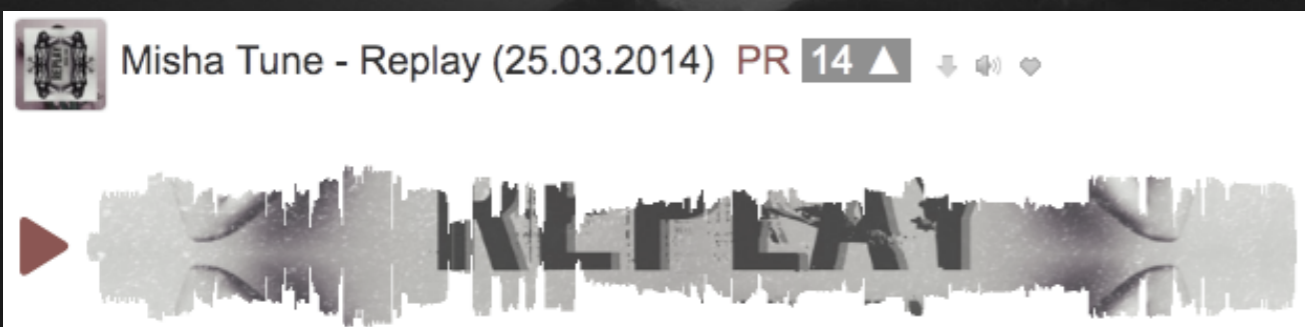 Misha Tune - Replay (25.03.2014) PR 14 ▲
REPLAY